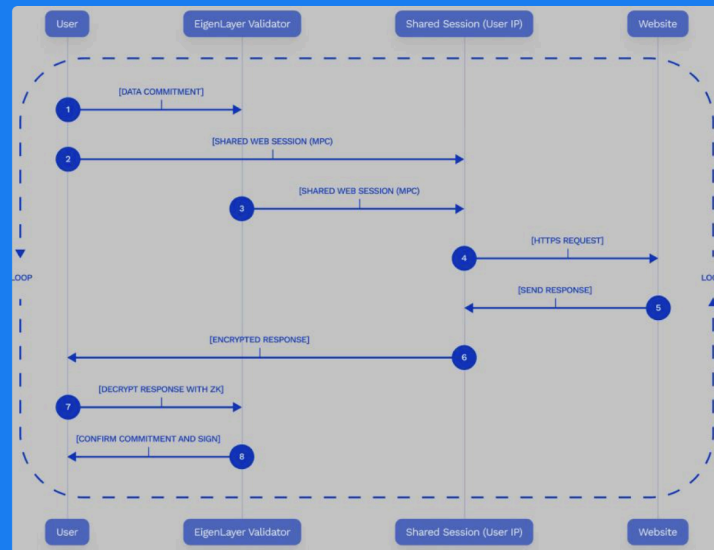 User
EigenLayer Validator
Shared Session (User IP)
Website
[DATA COMMITMENT]
1
[SHARED WEB SESSION (MPC)
2
[SHARED WEB SESSION (MPC)
3
[HTTPS REQUEST]
4
LOOP
[SEND RESPONSE]
5
[ENCRYPTED RESPONSE]
6
[DECRYPT RESPONSE WITH ZK]
7
[CONFIRM COMMITMENT AND SIGN]
8
User
EigenLayer Validator
Shared Session (User IP)
Website